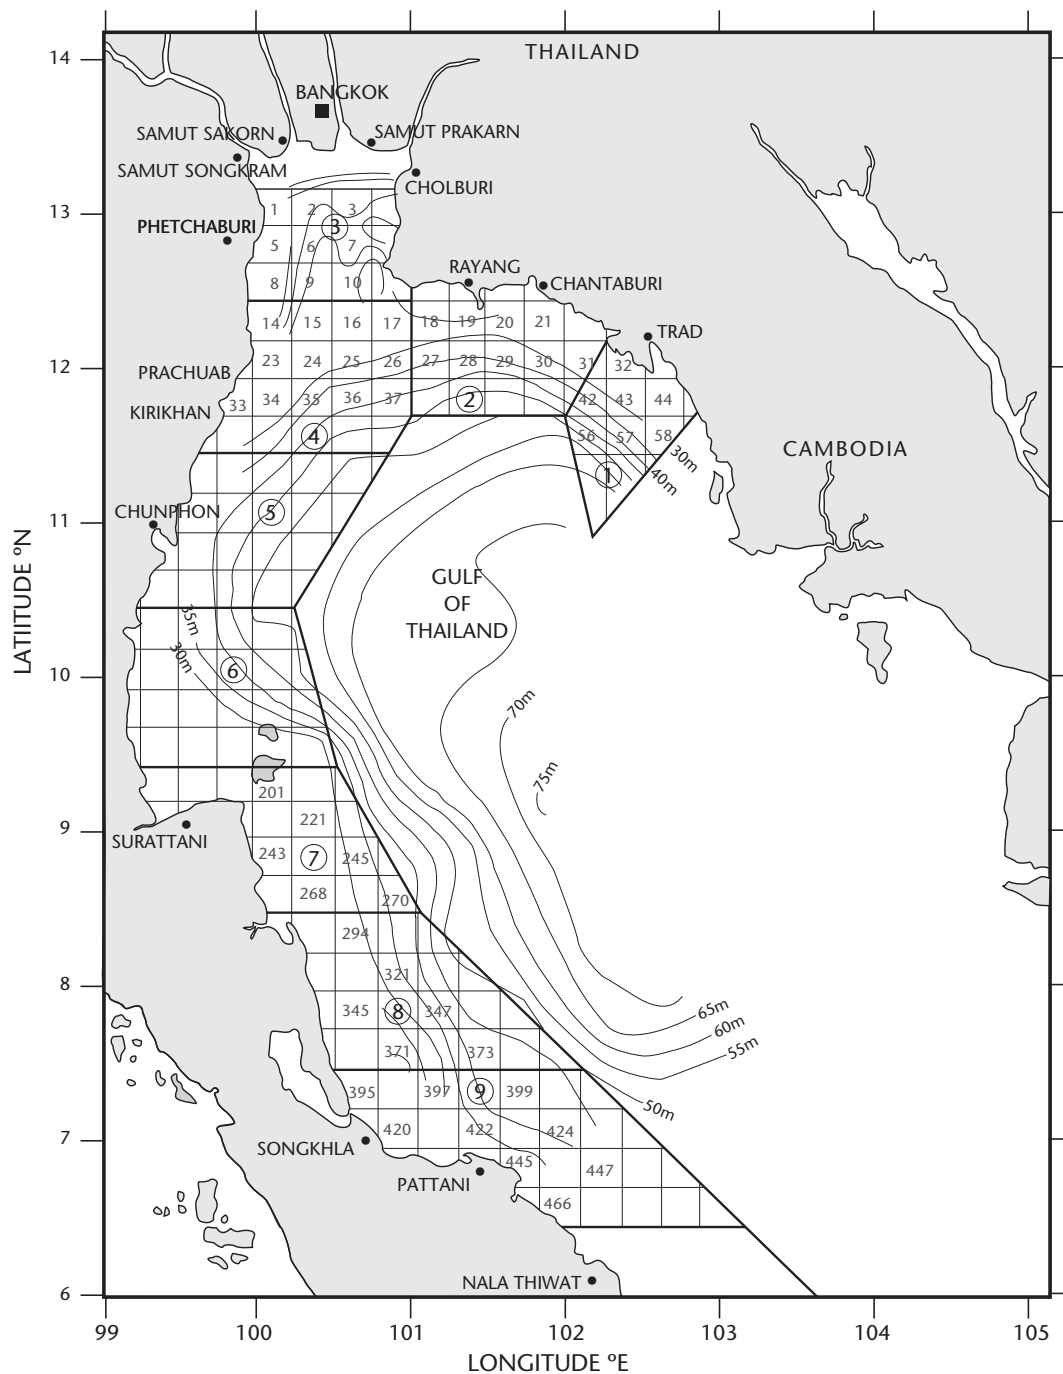 14
THAILAND
BANGKOK
SAMUT SAKORN
SAMUT PRAKARN
SAMUT SONGKRAM
CHOLBURI
13
1 2 3
3
PHETCHABURI
5 6 7
RAYANG
8 9 10
CHANTABURI
14 15 16 17 18 19 20 21
TRAD
12
23 24 25 26 27 28 29 30 31 32
PRACHUAB
33 34 35 36 37 2 42 43 44
KIRIKHAN
4
56 57 58
CAMBODIA
30m
40m
1
CHUNPHON
5
11
GULF
OF
THAILAND
35m
30m
6
10
70m
75m
201
221
9
SURATTANI
243 7 245
268 270
294
321
8
345 8 347
65m
60m
55m
371 373
395 397 9 399
50m
420 422 424
7
SONGKHLA
445 447
PATTANI
466
NALA THIWAT
6
99 100 101 102 103 104 105
LATIITUDE ºN
LONGITUDE ºE